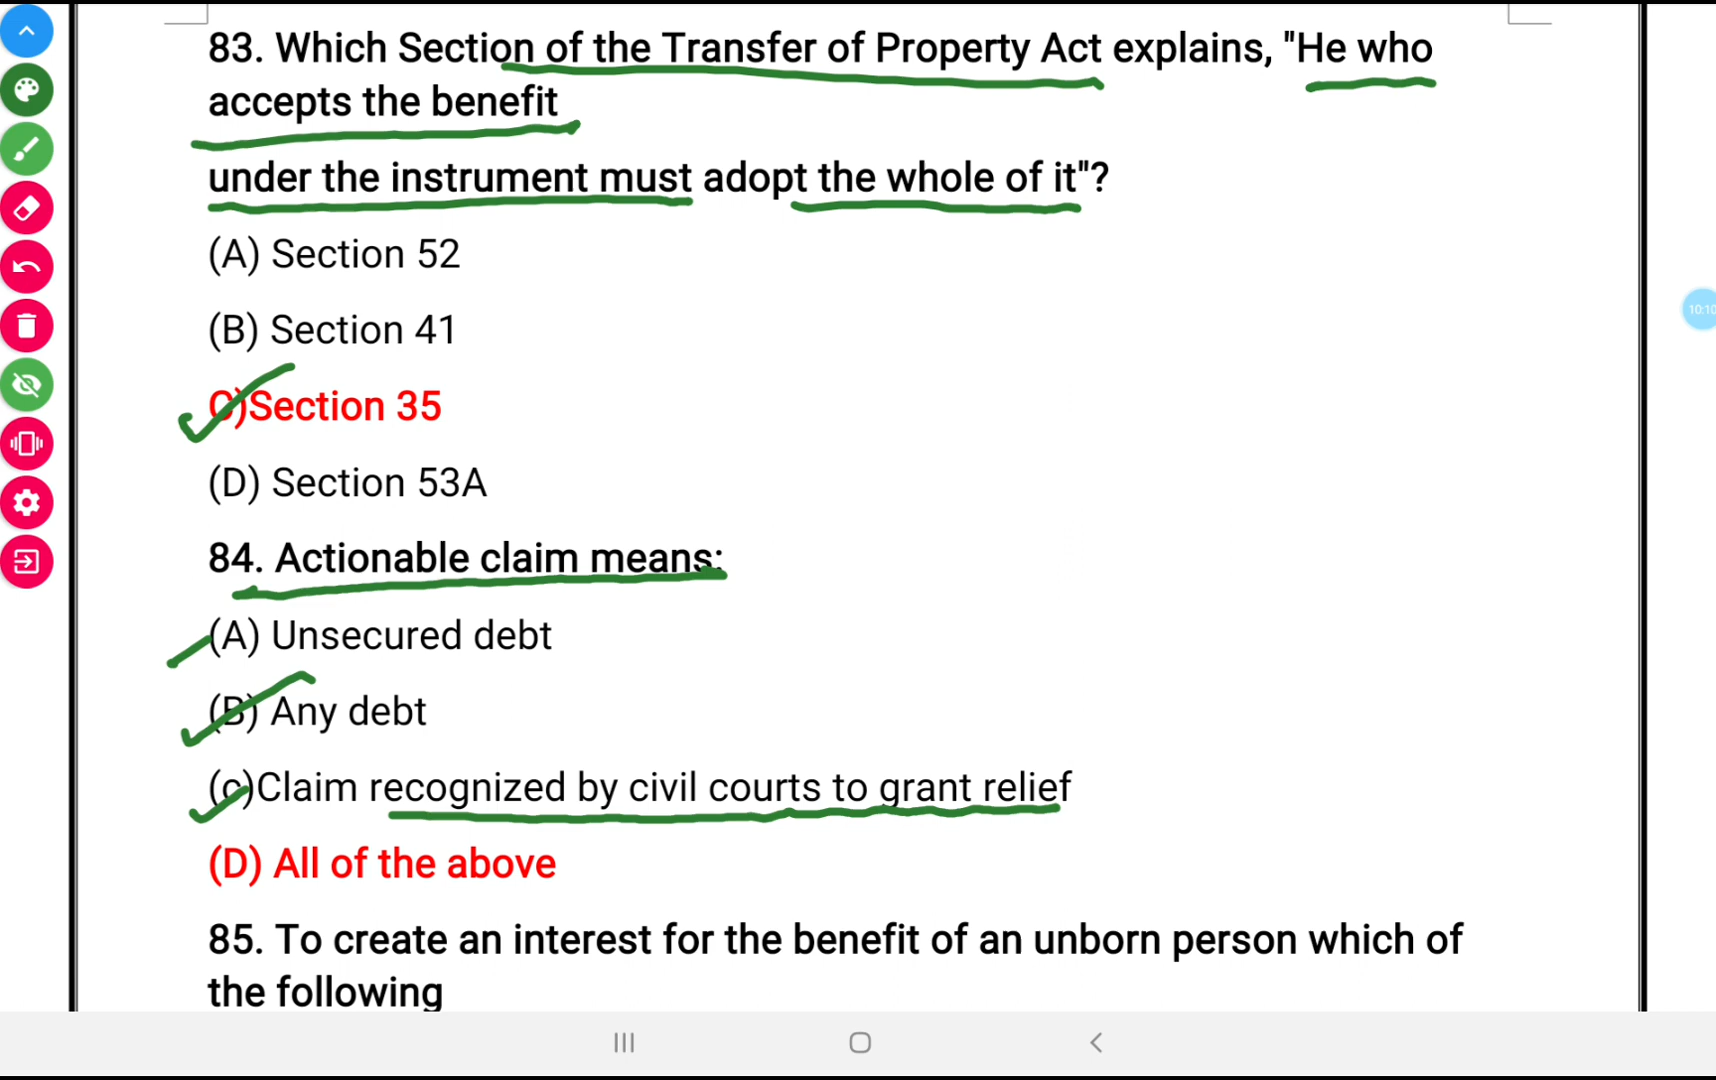 83. Which Section of the Transfer of Property Act explains, "He who
accepts the benefit
under the instrument must adopt the whole of it"?
(A) Section 52
(B) Section 41
C)Section 35
(D) Section 53A
84. Actionable claim means:
(A) Unsecured debt
(B) Any debt
(c)Claim recognized by civil courts to grant relief
(D) All of the above
85. To create an interest for the benefit of an unborn person which of
the following
10:10